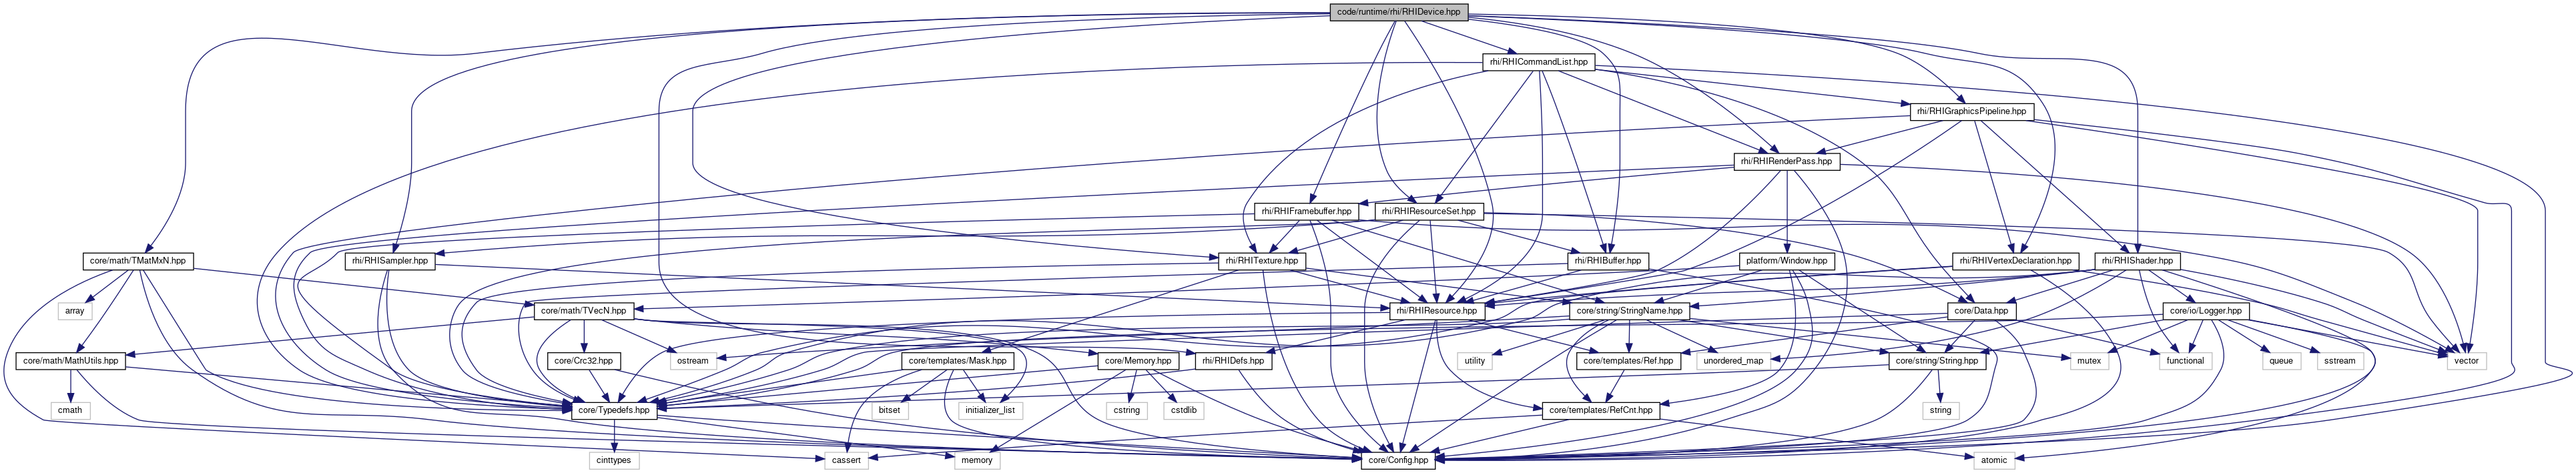 code/runtime/rhi/RHIDevice.hpp
rhi/RHICommandList.hpp
rhi/RHIGraphicsPipeline.hpp
rhi/RHIRenderPass.hpp
rhi/RHIFramebuffer.hpp
rhi/RHIResourceSet.hpp
core/math/TMatMxN.hpp
rhi/RHISampler.hpp
rhi/RHITexture.hpp
rhi/RHIBuffer.hpp
platform/Window.hpp
rhi/RHIVertexDeclaration.hpp
rhi/RHIShader.hpp
array
core/math/TVecN.hpp
rhi/RHIResource.hpp
core/string/StringName.hpp
core/Data.hpp
core/io/Logger.hpp
core/math/MathUtils.hpp
core/Crc32.hpp
ostream
core/templates/Mask.hpp
core/Memory.hpp
rhi/RHIDefs.hpp
utility
core/templates/Ref.hpp
unordered_map
core/string/String.hpp
mutex
functional
queue
sstream
vector
cmath
core/Typedefs.hpp
bitset
initializer_list
cstring
cstdlib
core/templates/RefCnt.hpp
string
cinttypes
cassert
memory
core/Config.hpp
atomic